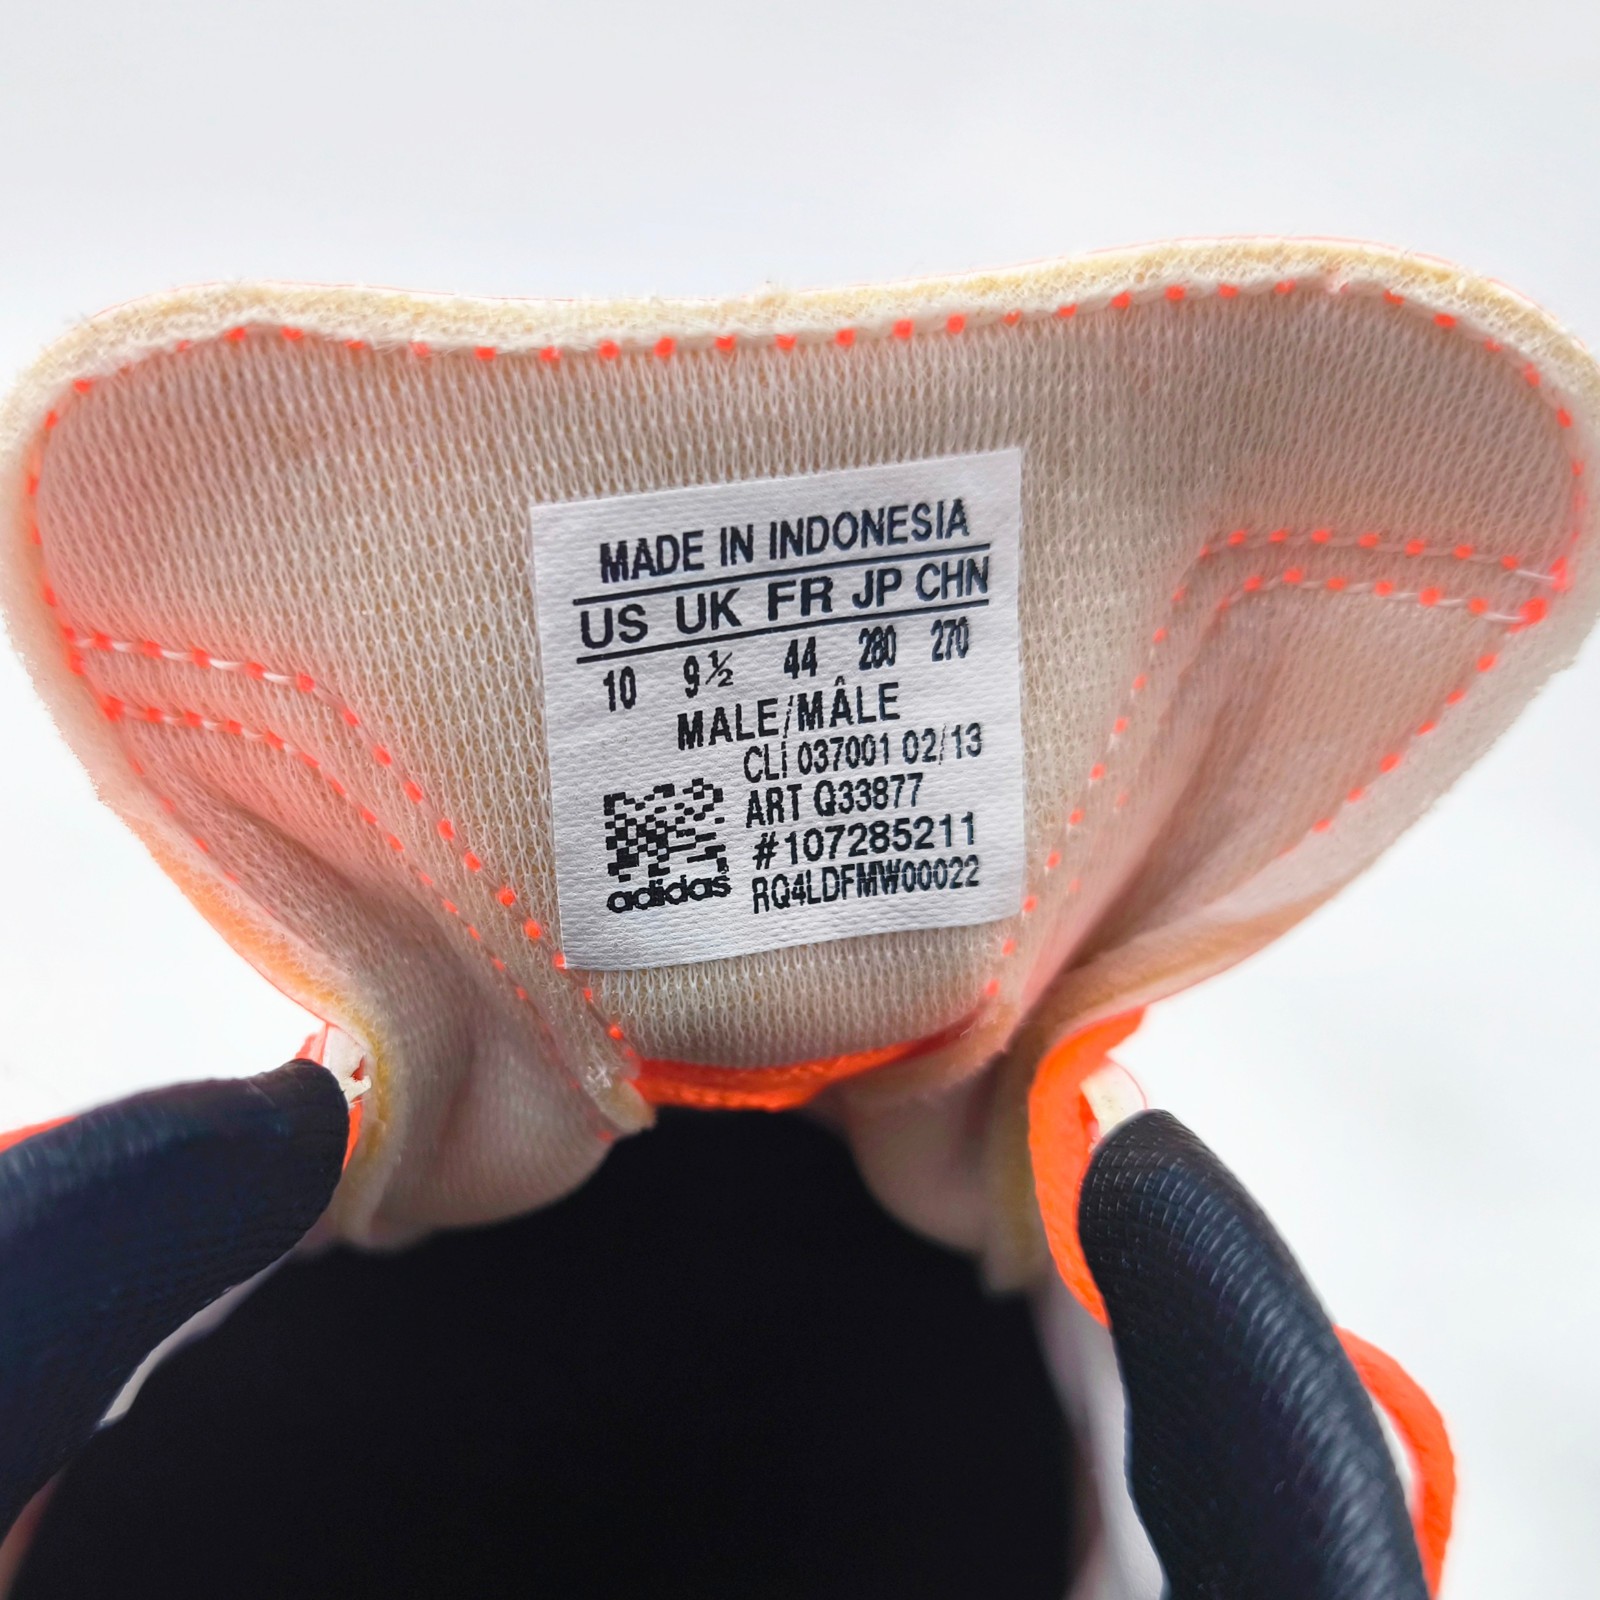 MADE IN INDONESIA
US UK FR JP CHN
10 9½ 44 280 270
MALE/MÂLE
CLI 037001 02/13
ART Q33877
#107285211
adidas RQ4LDFMW00022